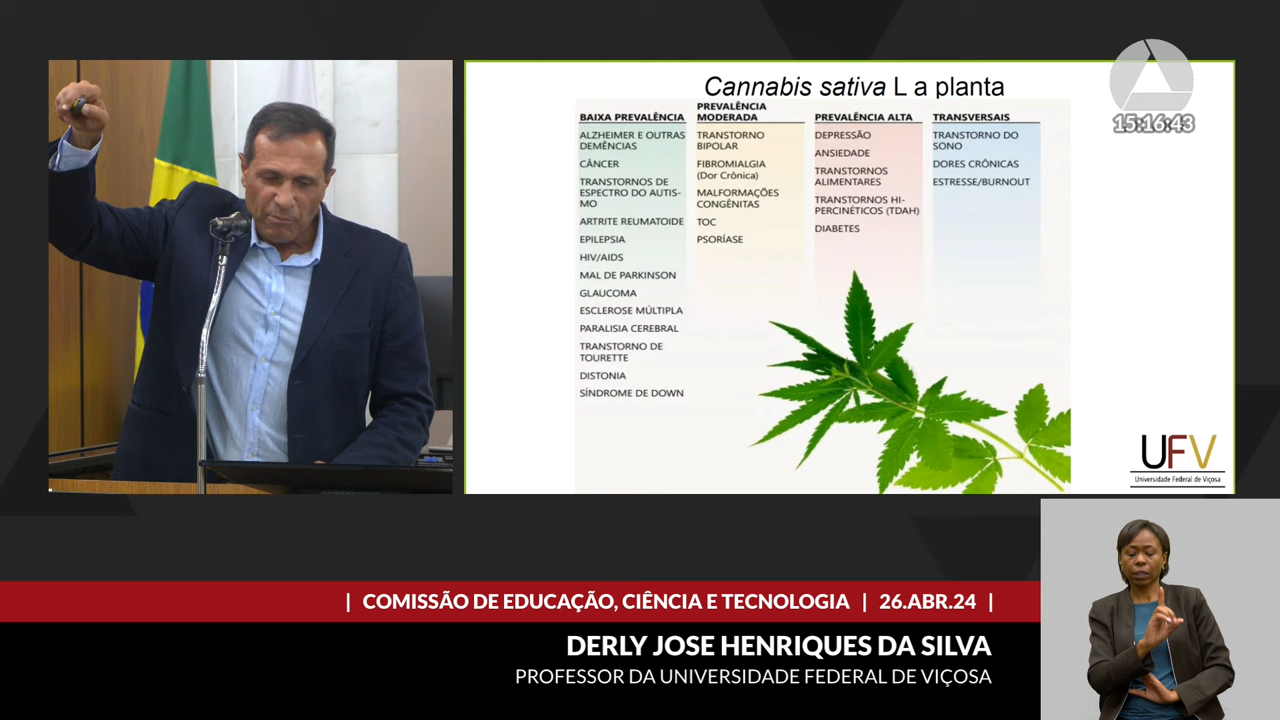 Cannabis sativa L a planta
15:16:43
BAIXA PREVALÊNCIA
ALZHEIMER E OUTRAS
DEMÊNCIAS
CÂNCER
TRANSTORNOS DE
ESPECTRO DO AUTIS-
MO
ARTRITE REUMATOIDE
EPILEPSIA
HIV/AIDS
MAL DE PARKINSON
GLAUCOMA
ESCLEROSE MÚLTIPLA
PARALISIA CEREBRAL
TRANSTORNO DE
TOURETTE
DISTONIA
SÍNDROME DE DOWN
PREVALÊNCIA
MODERADA
TRANSTORNO
BIPOLAR
FIBROMIALGIA
(Dor Crônica)
MALFORMAÇÕES
CONGÊNITAS
TOC
PSORÍASE
PREVALÊNCIA ALTA
DEPRESSÃO
ANSIEDADE
TRANSTORNOS
ALIMENTARES
TRANSTORNOS HI-
PERCINÉTICOS (TDAH)
DIABETES
TRANSVERSAIS
TRANSTORNO DO
SONO
DORES CRÔNICAS
ESTRESSE/BURNOUT
UFV
Universidade Federal de Viçosa
| COMISSÃO DE EDUCAÇÃO, CIÊNCIA E TECNOLOGIA | 26.ABR.24 |
DERLY JOSE HENRIQUES DA SILVA
PROFESSOR DA UNIVERSIDADE FEDERAL DE VIÇOSA